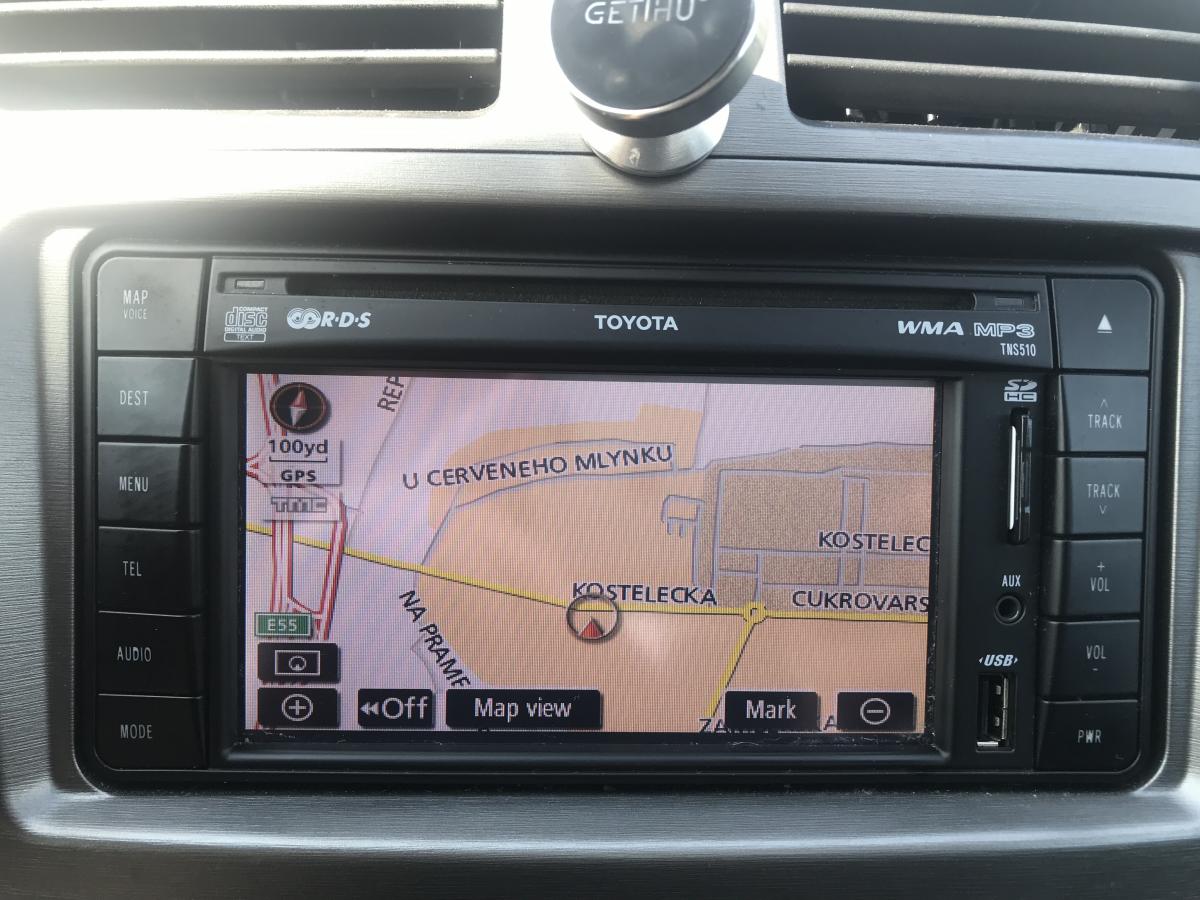 GETIHU
MAP
VOICE
DEST
MENU
TEL
AUDIO
MODE
COMPACT
disc
DIGITAL AUDIO
TEXT
R·D·S
TOYOTA
WMA MP3
TNS510
SD
HC
TRACK
TRACK
+
VOL
VOL
-
PWR
AUX
USB
100yd
GPS
TMC
REP
U CERVENEHO MLYNKU
KOSTELEC
KOSTELECKA
CUKROVARS
NA PRAME
E55
Off
Map view
Mark